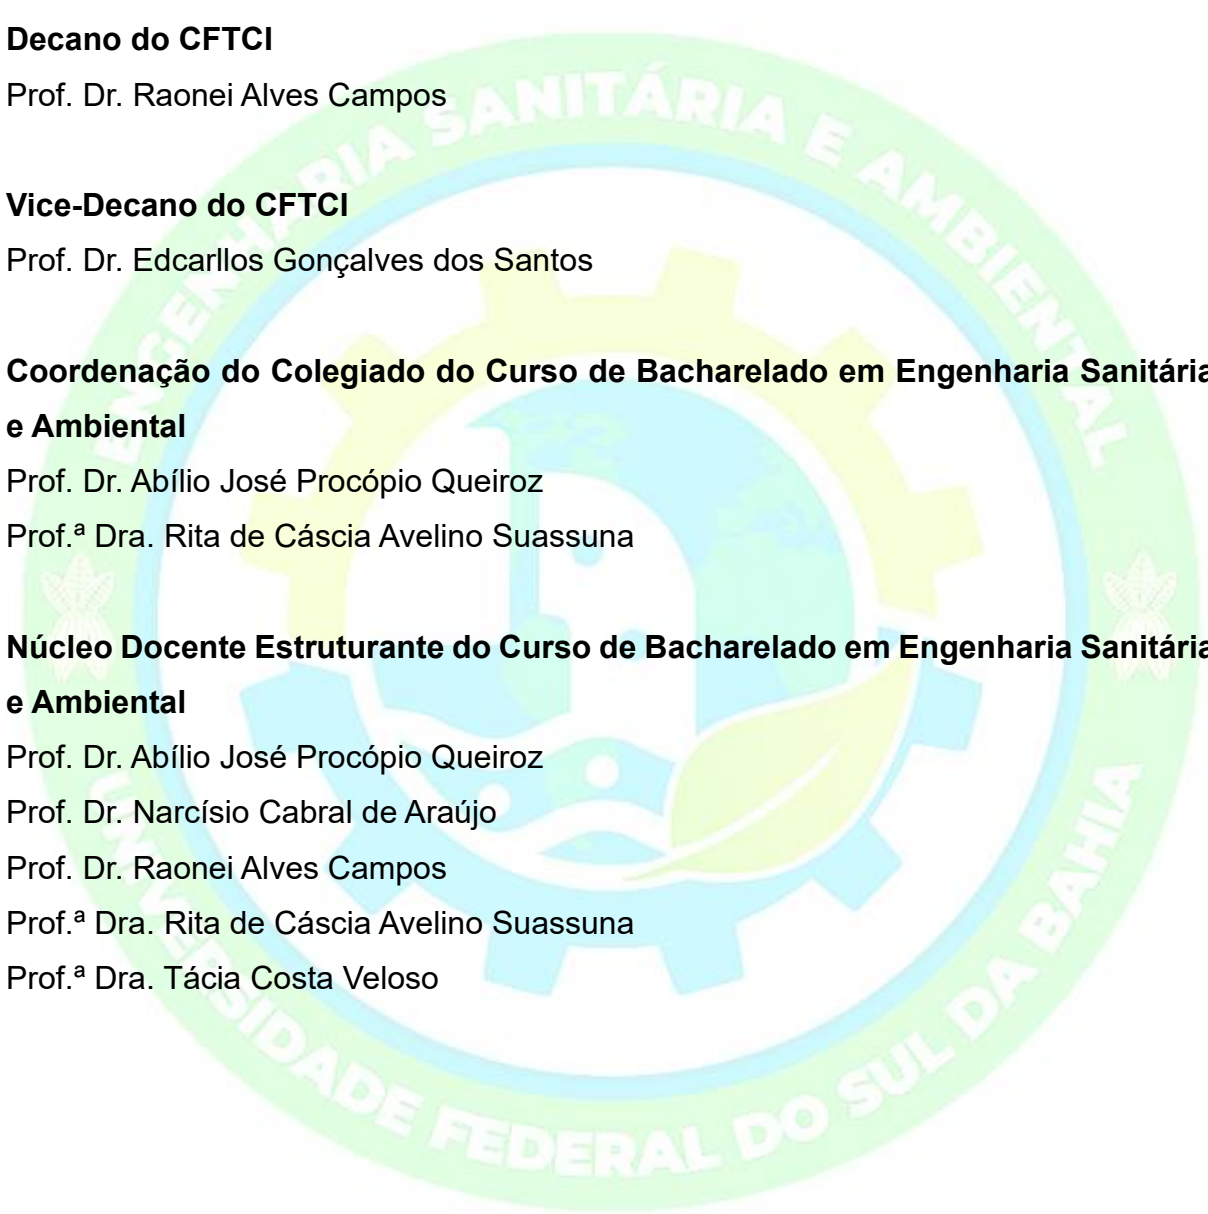 Decano do CFTCI
Prof. Dr. Raonei Alves Campos
Vice-Decano do CFTCI
Prof. Dr. Edcarllos Gonçalves dos Santos
Coordenação do Colegiado do Curso de Bacharelado em Engenharia Sanitária
e Ambiental
Prof. Dr. Abílio José Procópio Queiroz
Prof.ª Dra. Rita de Cáscia Avelino Suassuna
Núcleo Docente Estruturante do Curso de Bacharelado em Engenharia Sanitária
e Ambiental
Prof. Dr. Abílio José Procópio Queiroz
Prof. Dr. Narcísio Cabral de Araújo
Prof. Dr. Raonei Alves Campos
Prof.ª Dra. Rita de Cáscia Avelino Suassuna
Prof.ª Dra. Tácia Costa Veloso
ENGENHARIA SANITÁRIA E AMBIENTAL
UNIVERSIDADE FEDERAL DO SUL DA BAHIA